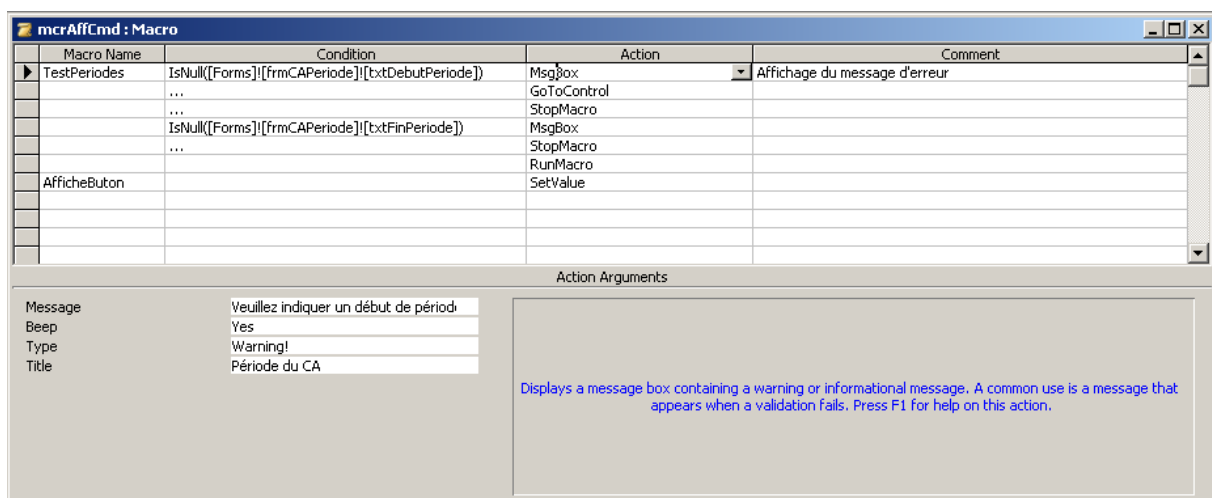 mcrAffCmd : Macro
Macro Name Condition Action Comment
TestPeriodes IsNull([Forms]![frmCAPeriode]![txtDebutPeriode]) MsgBox Affichage du message d'erreur
... GoToControl
... StopMacro
IsNull([Forms]![frmCAPeriode]![txtFinPeriode]) MsgBox
... StopMacro
RunMacro
AfficheButon SetValue
Action Arguments
Message Veuillez indiquer un début de périod
Beep Yes
Type Warning!
Title Période du CA
Displays a message box containing a warning or informational message. A common use is a message that
appears when a validation fails. Press F1 for help on this action.